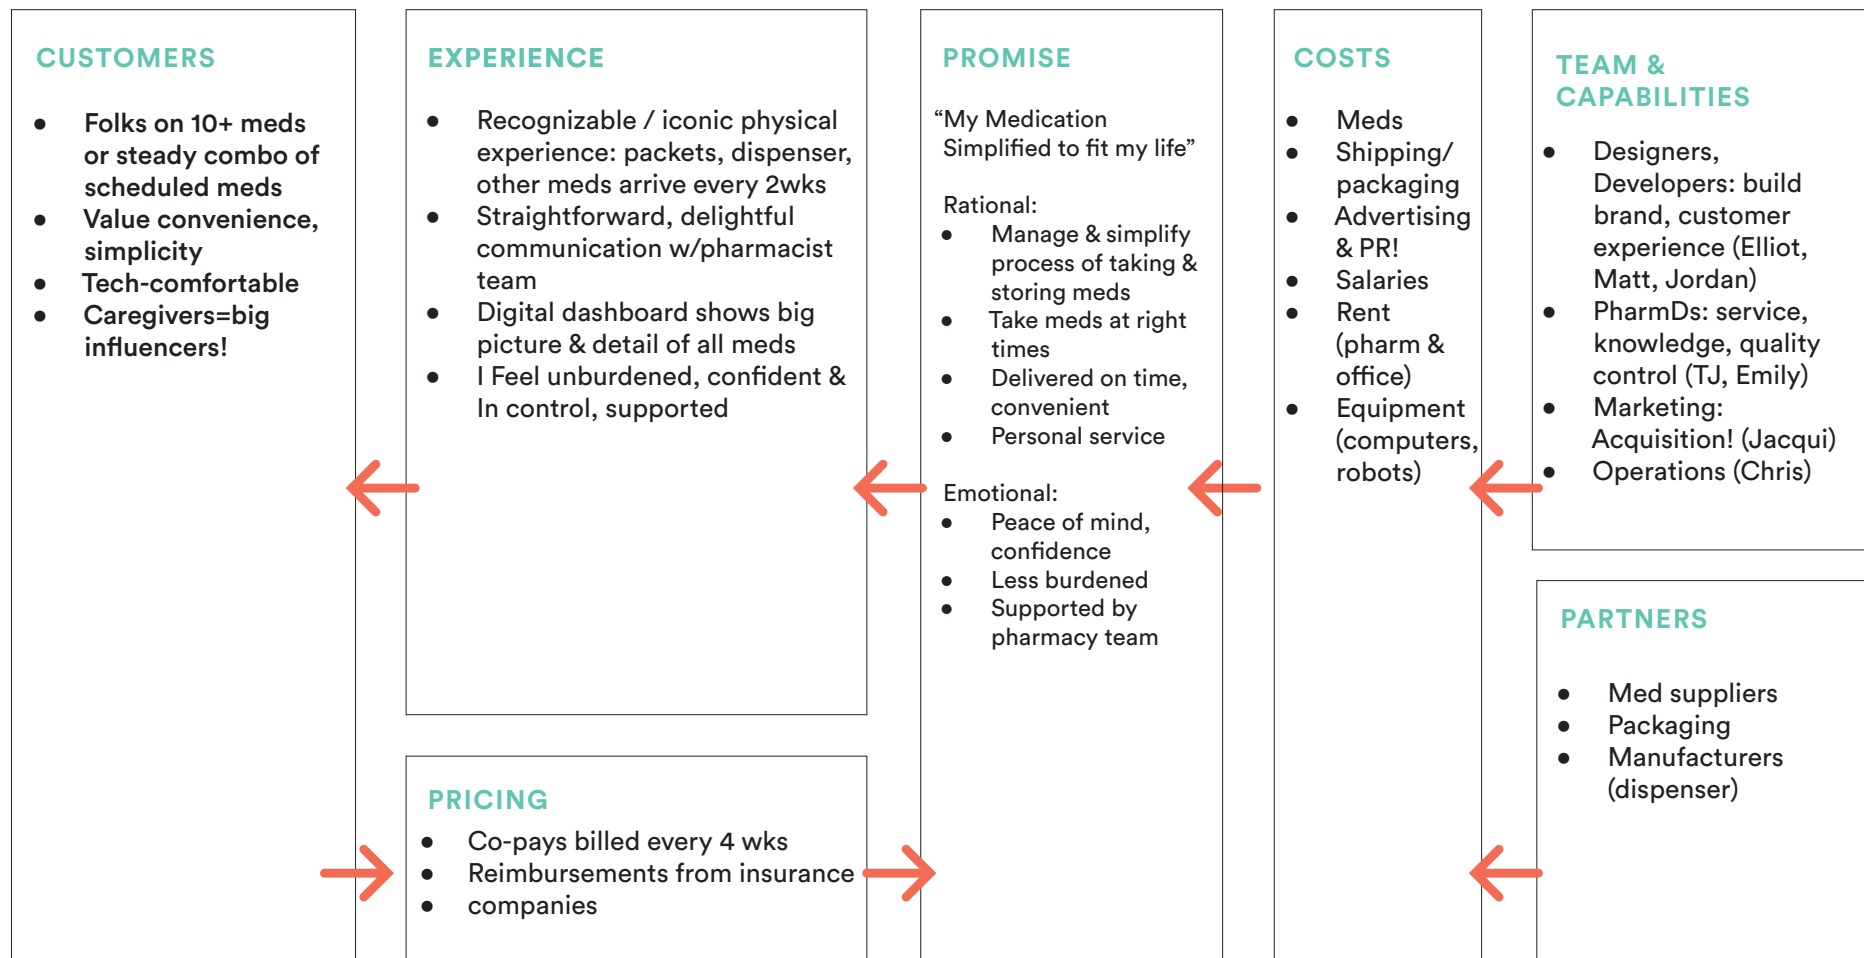 CUSTOMERS
● Folks on 10+ meds
or steady combo of
scheduled meds
● Value convenience,
simplicity
● Tech-comfortable
● Caregivers=big
influencers!
EXPERIENCE
● Recognizable / iconic physical
experience: packets, dispenser,
other meds arrive every 2wks
● Straightforward, delightful
communication w/pharmacist
team
● Digital dashboard shows big
picture & detail of all meds
● I Feel unburdened, confident &
In control, supported
PRICING
● Co-pays billed every 4 wks
● Reimbursements from insurance
● companies
PROMISE
“My Medication
Simplified to fit my life”
Rational:
● Manage & simplify
process of taking &
storing meds
● Take meds at right
times
● Delivered on time,
convenient
● Personal service
Emotional:
● Peace of mind,
confidence
● Less burdened
● Supported by
pharmacy team
COSTS
● Meds
● Shipping/
packaging
● Advertising
& PR!
● Salaries
● Rent
(pharm &
office)
● Equipment
(computers,
robots)
TEAM &
CAPABILITIES
● Designers,
Developers: build
brand, customer
experience (Elliot,
Matt, Jordan)
● PharmDs: service,
knowledge, quality
control (TJ, Emily)
● Marketing:
Acquisition! (Jacqui)
● Operations (Chris)
PARTNERS
● Med suppliers
● Packaging
● Manufacturers
(dispenser)